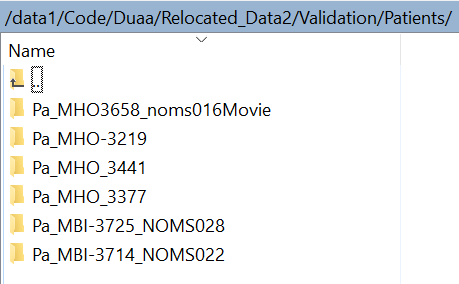 /data1/Code/Duaa/Relocated_Data2/Validation/Patients/
Name
..
Pa_MHO3658_noms016Movie
Pa_MHO-3219
Pa_MHO_3441
Pa_MHO_3377
Pa_MBI-3725_NOMS028
Pa_MBI-3714_NOMS022